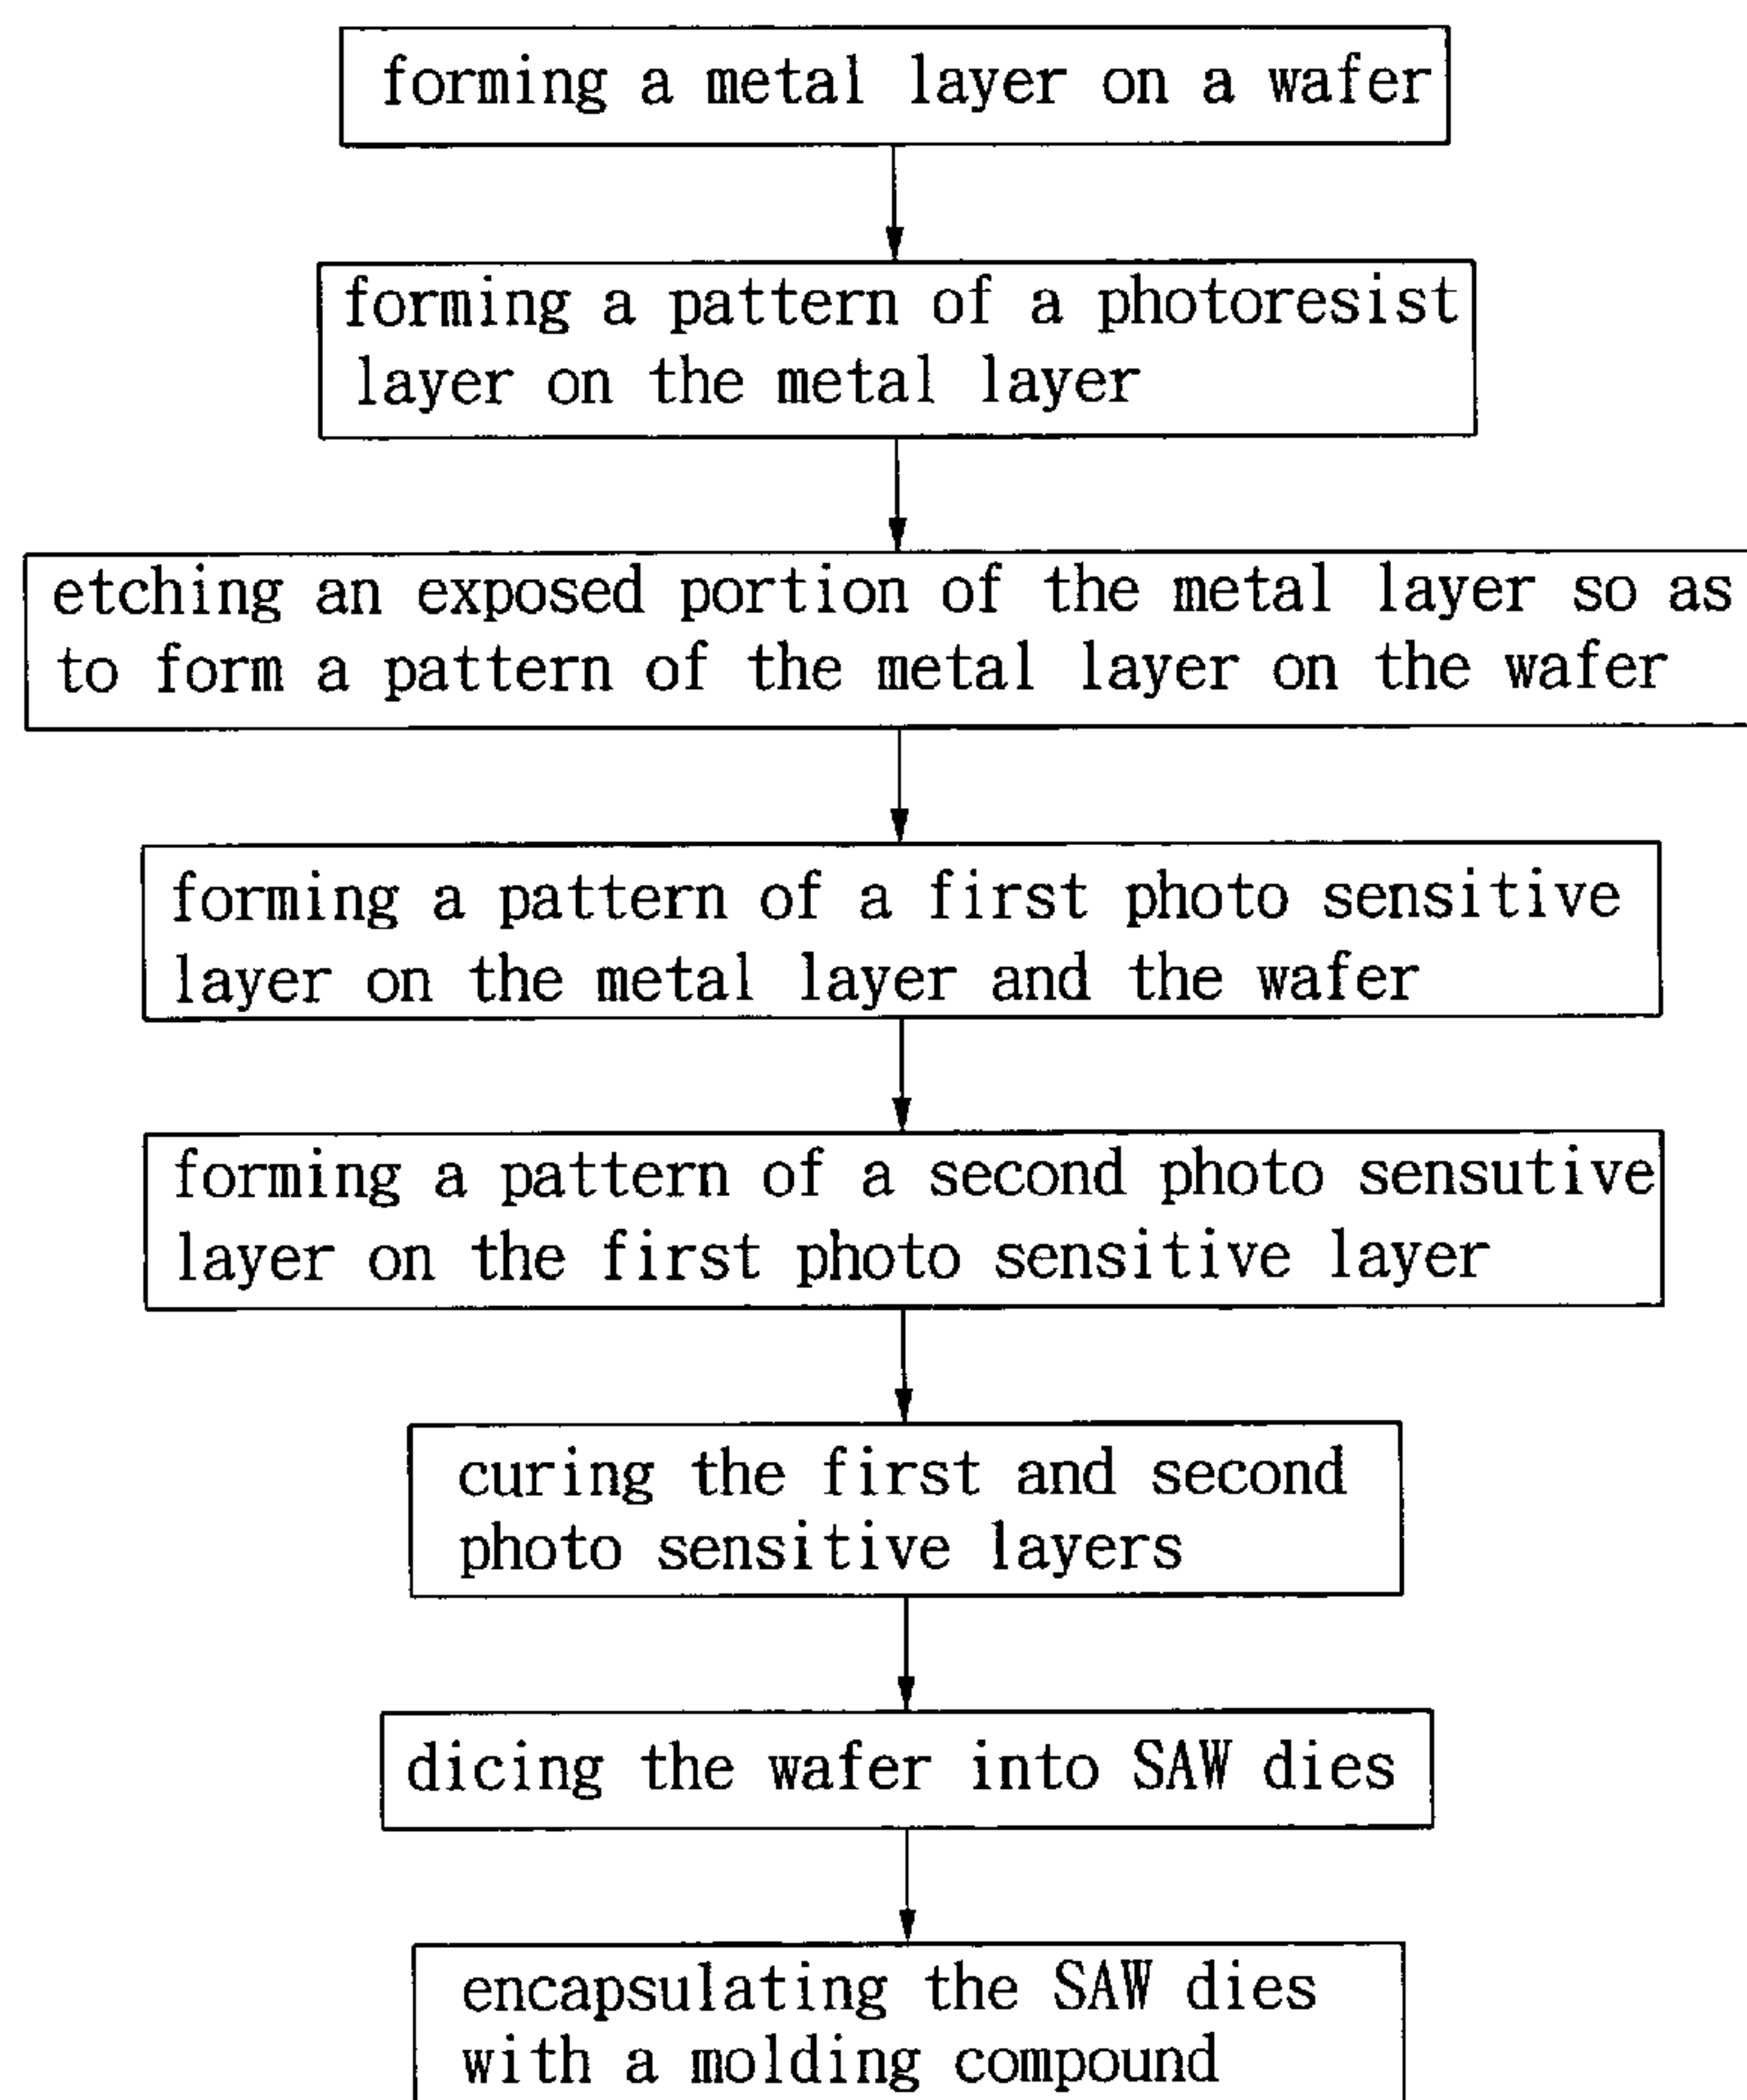 forming a metal layer on a wafer
forming a pattern of a photoresist
layer on the metal layer
etching an exposed portion of the metal layer so as
to form a pattern of the metal layer on the wafer
forming a pattern of a first photo sensitive
layer on the metal layer and the wafer
forming a pattern of a second photo sensutive
layer on the first photo sensitive layer
curing the first and second
photo sensitive layers
dicing the wafer into SAW dies
encapsulating the SAW dies
with a molding compound